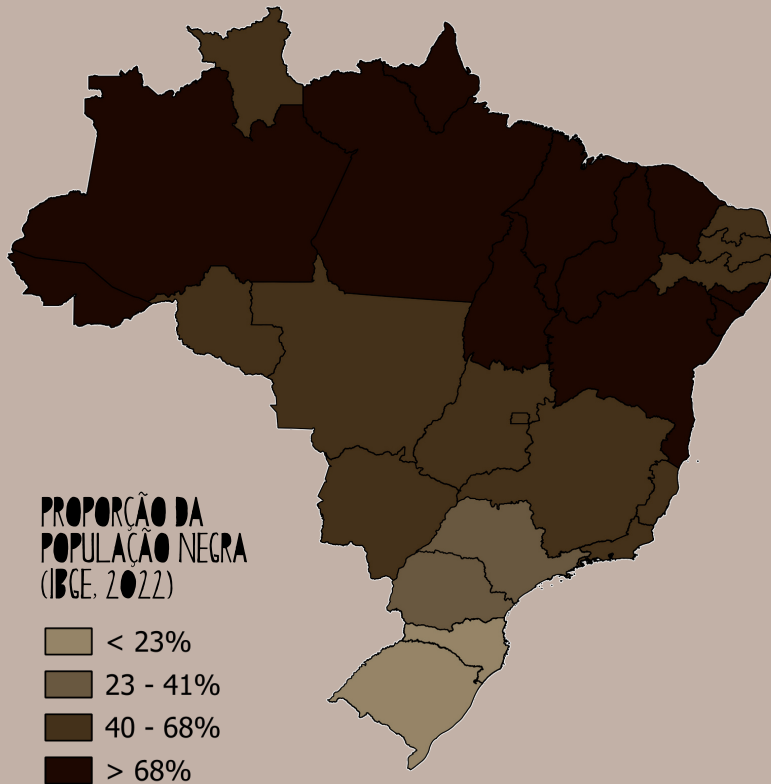 PROPORÇÃO DA
POPULAÇÃO NEGRA
(IBGE, 2022)
< 23%
23 - 41%
40 - 68%
> 68%